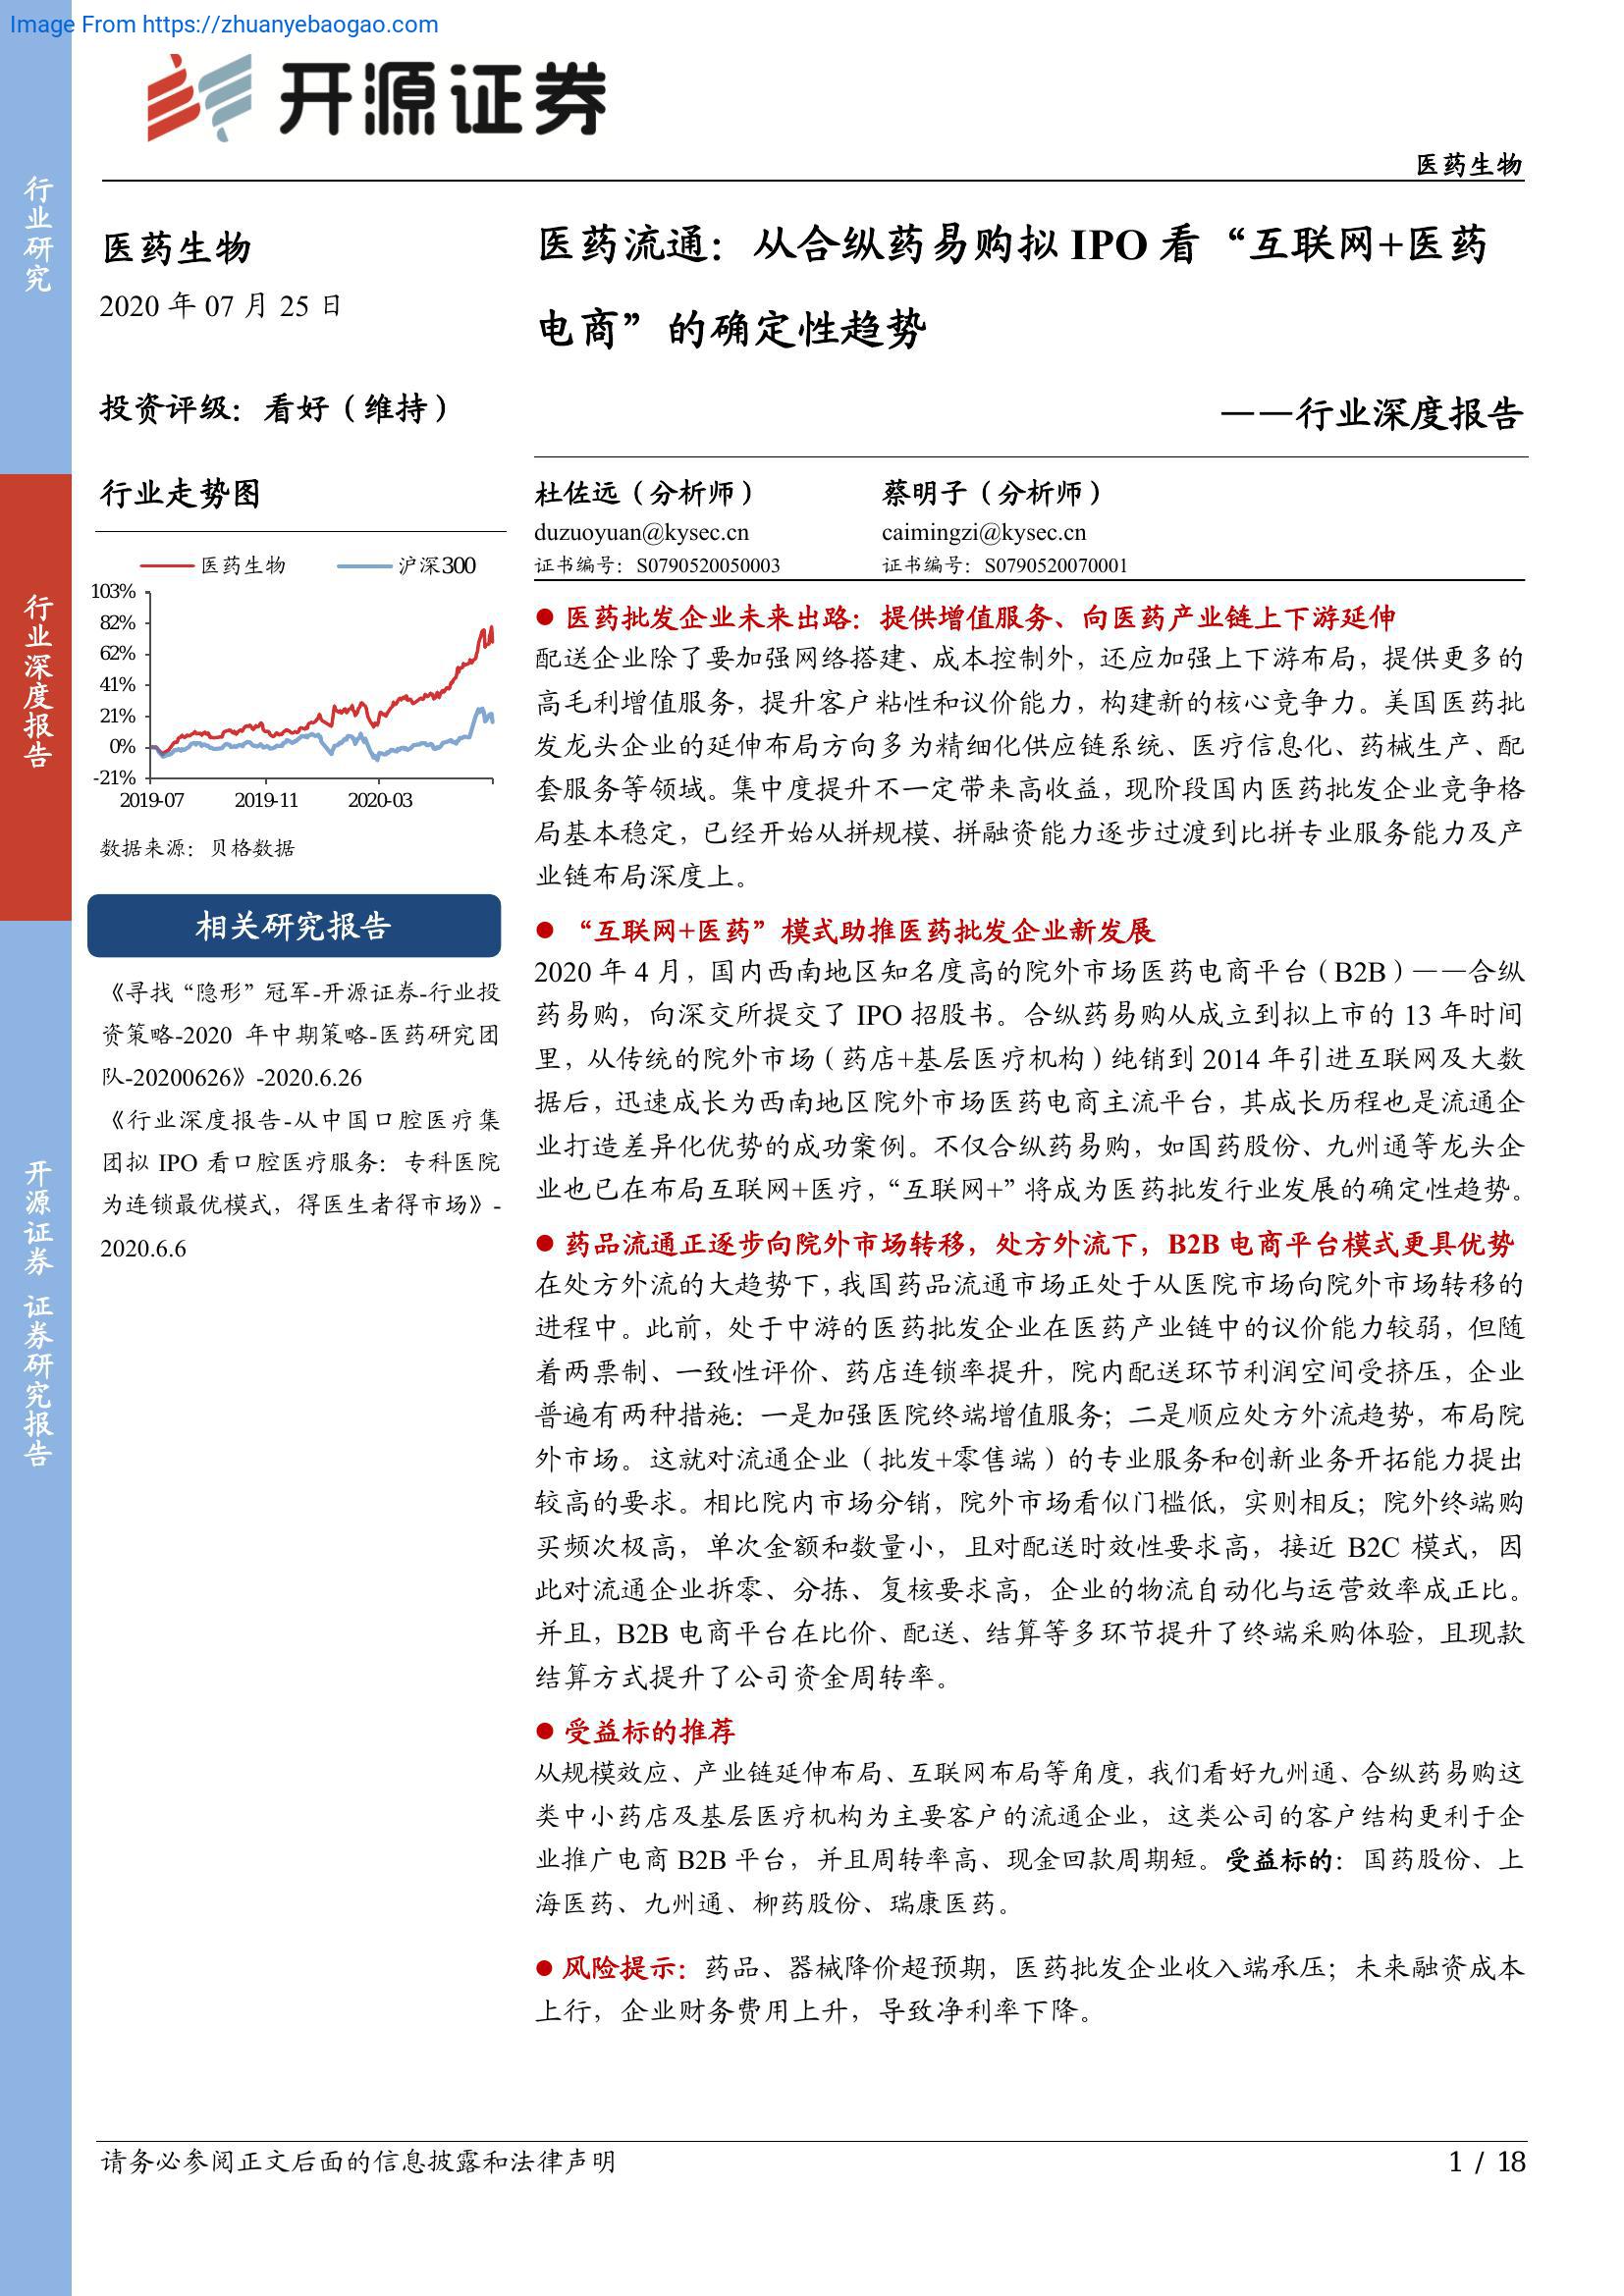 Image From https://zhuanyebaogao.com
开源证券
医药生物
行业研究
行业深度报告
开源证券 证券研究报告
医药生物
2020 年 07 月 25 日
投资评级：看好（维持）
行业走势图
医药生物 沪深300
103%
82%
62%
41%
21%
0%
-21%
2019-07 2019-11 2020-03
数据来源：贝格数据
相关研究报告
《寻找“隐形”冠军-开源证券-行业投
资策略-2020 年中期策略-医药研究团
队-20200626》-2020.6.26
《行业深度报告-从中国口腔医疗集
团拟 IPO 看口腔医疗服务：专科医院
为连锁最优模式，得医生者得市场》-
2020.6.6
医药流通：从合纵药易购拟 IPO 看“互联网+医药
电商”的确定性趋势
——行业深度报告
杜佐远（分析师） 蔡明子（分析师）
duzuoyuan@kysec.cn caimingzi@kysec.cn
证书编号：S0790520050003 证书编号：S0790520070001
● 医药批发企业未来出路：提供增值服务、向医药产业链上下游延伸
配送企业除了要加强网络搭建、成本控制外，还应加强上下游布局，提供更多的
高毛利增值服务，提升客户粘性和议价能力，构建新的核心竞争力。美国医药批
发龙头企业的延伸布局方向多为精细化供应链系统、医疗信息化、药械生产、配
套服务等领域。集中度提升不一定带来高收益，现阶段国内医药批发企业竞争格
局基本稳定，已经开始从拼规模、拼融资能力逐步过渡到比拼专业服务能力及产
业链布局深度上。
● “互联网+医药”模式助推医药批发企业新发展
2020 年 4 月，国内西南地区知名度高的院外市场医药电商平台（B2B）——合纵
药易购，向深交所提交了 IPO 招股书。合纵药易购从成立到拟上市的 13 年时间
里，从传统的院外市场（药店+基层医疗机构）纯销到 2014 年引进互联网及大数
据后，迅速成长为西南地区院外市场医药电商主流平台，其成长历程也是流通企
业打造差异化优势的成功案例。不仅合纵药易购，如国药股份、九州通等龙头企
业也已在布局互联网+医疗，“互联网+”将成为医药批发行业发展的确定性趋势。
● 药品流通正逐步向院外市场转移，处方外流下，B2B 电商平台模式更具优势
在处方外流的大趋势下，我国药品流通市场正处于从医院市场向院外市场转移的
进程中。此前，处于中游的医药批发企业在医药产业链中的议价能力较弱，但随
着两票制、一致性评价、药店连锁率提升，院内配送环节利润空间受挤压，企业
普遍有两种措施：一是加强医院终端增值服务；二是顺应处方外流趋势，布局院
外市场。这就对流通企业（批发+零售端）的专业服务和创新业务开拓能力提出
较高的要求。相比院内市场分销，院外市场看似门槛低，实则相反；院外终端购
买频次极高，单次金额和数量小，且对配送时效性要求高，接近 B2C 模式，因
此对流通企业拆零、分拣、复核要求高，企业的物流自动化与运营效率成正比。
并且，B2B 电商平台在比价、配送、结算等多环节提升了终端采购体验，且现款
结算方式提升了公司资金周转率。
● 受益标的推荐
从规模效应、产业链延伸布局、互联网布局等角度，我们看好九州通、合纵药易购这
类中小药店及基层医疗机构为主要客户的流通企业，这类公司的客户结构更利于企
业推广电商 B2B 平台，并且周转率高、现金回款周期短。受益标的：国药股份、上
海医药、九州通、柳药股份、瑞康医药。
● 风险提示：药品、器械降价超预期，医药批发企业收入端承压；未来融资成本
上行，企业财务费用上升，导致净利率下降。
请务必参阅正文后面的信息披露和法律声明
1 / 18